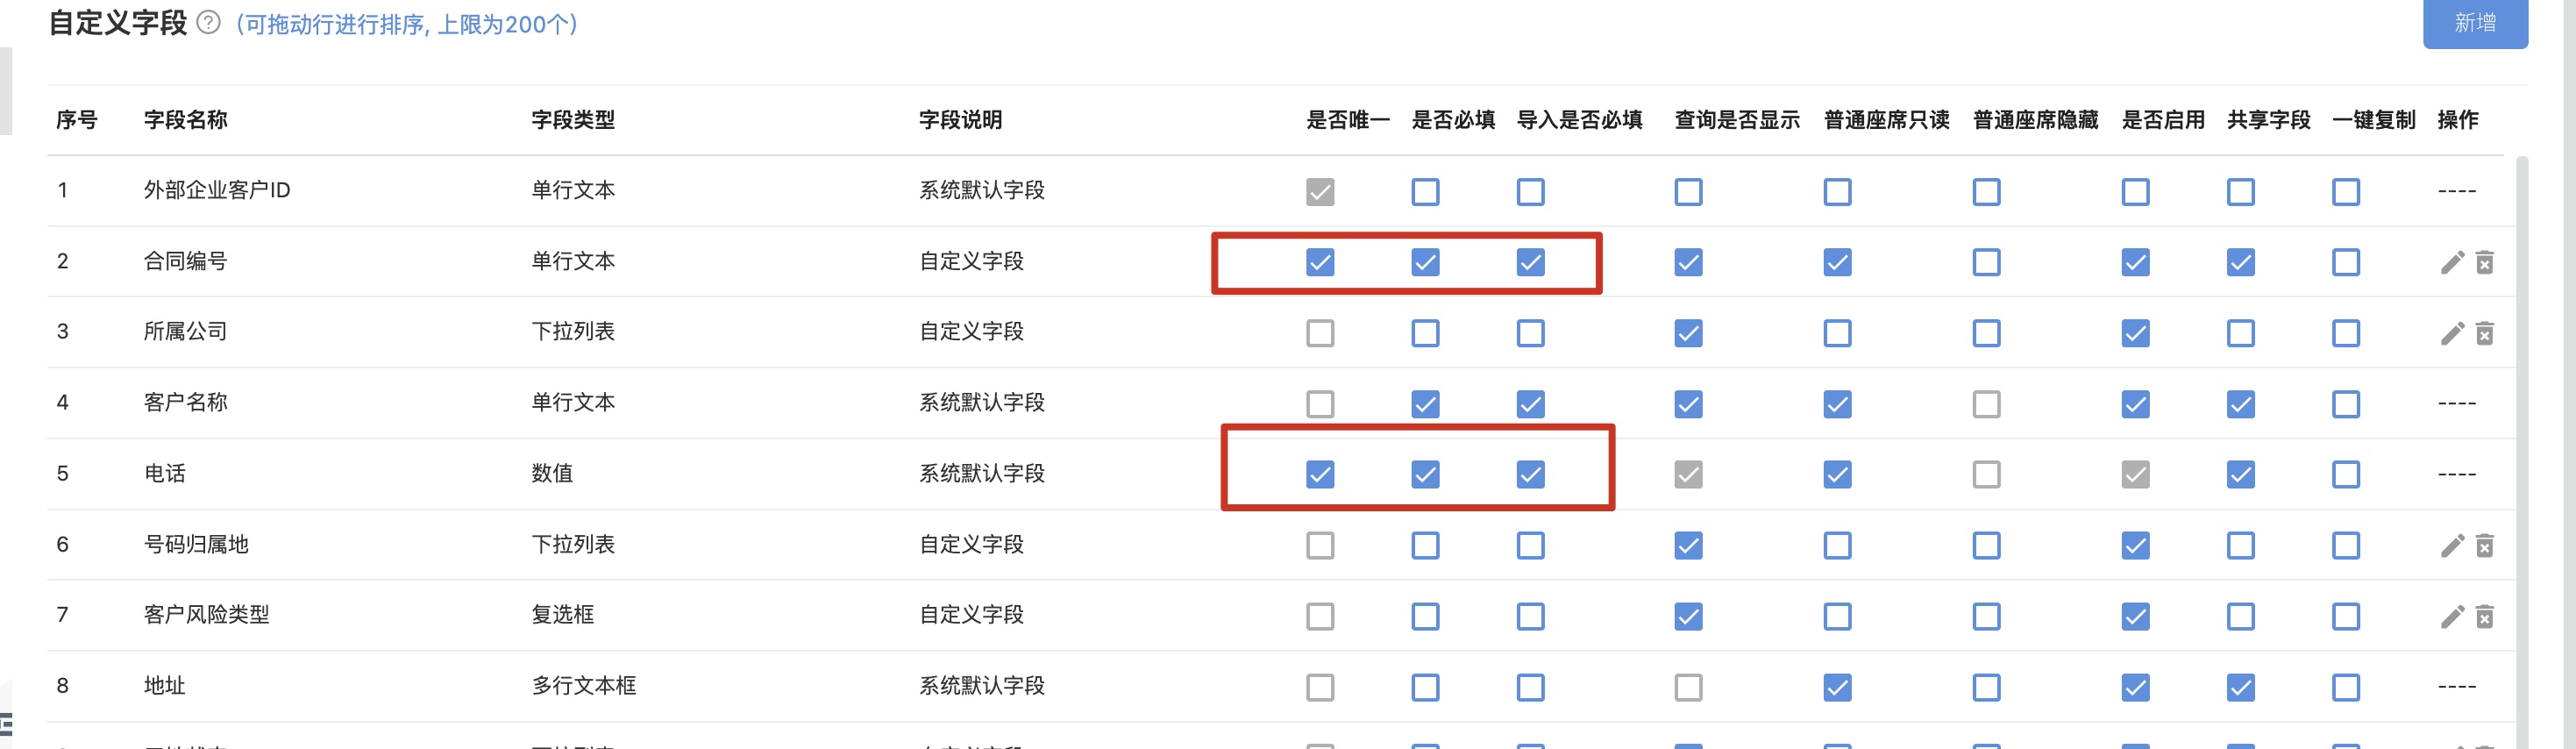 自定义字段 ? (可拖动行进行排序, 上限为200个) 新增
序号 字段名称 字段类型 字段说明 是否唯一 是否必填 导入是否必填 查询是否显示 普通座席只读 普通座席隐藏 是否启用 共享字段 一键复制 操作
1 外部企业客户ID 单行文本 系统默认字段 ----
2 合同编号 单行文本 自定义字段
3 所属公司 下拉列表 自定义字段
4 客户名称 单行文本 系统默认字段 ----
5 电话 数值 系统默认字段 ----
6 号码归属地 下拉列表 自定义字段
7 客户风险类型 复选框 自定义字段
8 地址 多行文本框 系统默认字段 ----